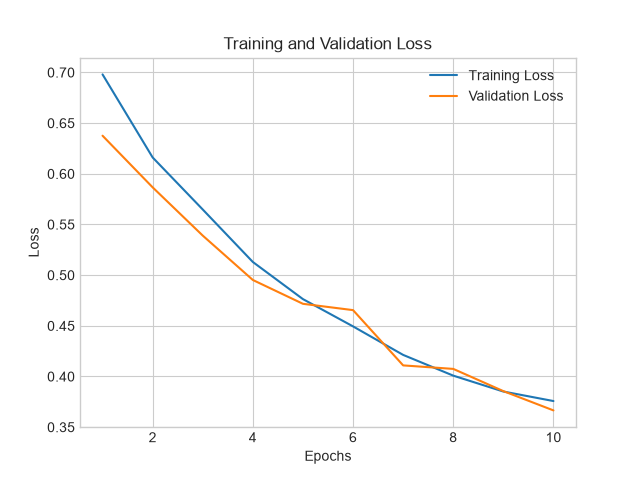 Training and Validation Loss
Training Loss
Validation Loss
0.70
0.65
0.60
0.55
0.50
0.45
0.40
0.35
Loss
2 4 6 8 10
Epochs